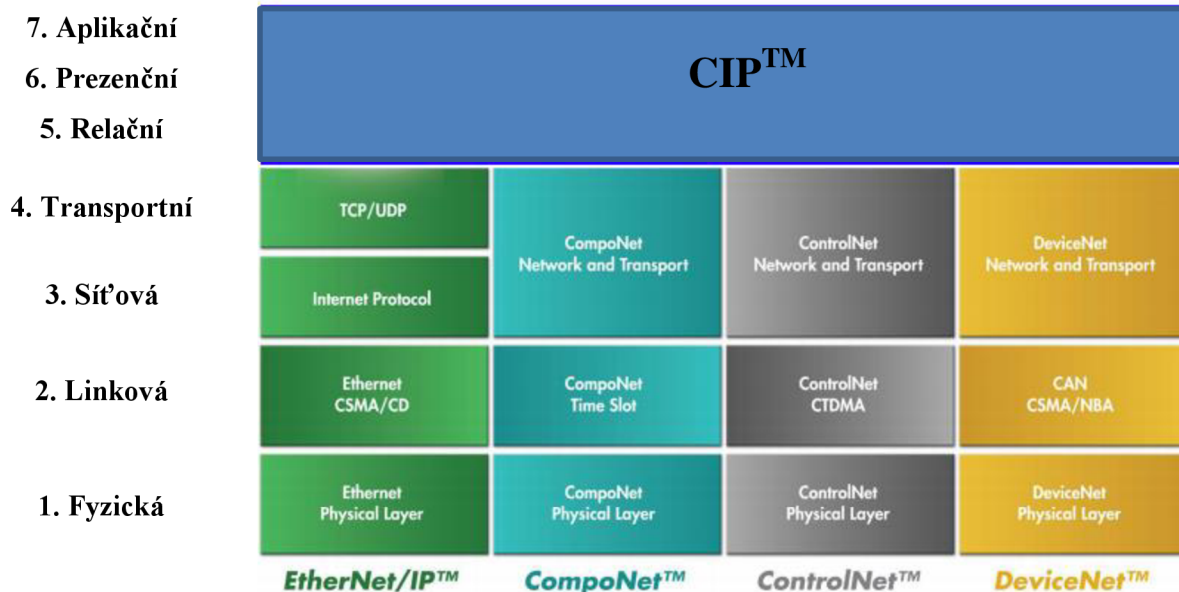 7. Aplikační
6. Prezenční
5. Relační
CIP™
4. Transportní
TCP/UDP
CompoNet
Network and Transport
ControlNet
Network and Transport
DeviceNet
Network and Transport
3. Síťová
Internet Protocol
2. Linková
Ethernet
CSMA/CD
CompoNet
Time Slot
ControlNet
CTDMA
CAN
CSMA/NBA
1. Fyzická
Ethernet
Physical Layer
CompoNet
Physical Layer
ControlNet
Physical Layer
DeviceNet
Physical Layer
EtherNet/IP™
CompoNet™
ControlNet™
DeviceNet™